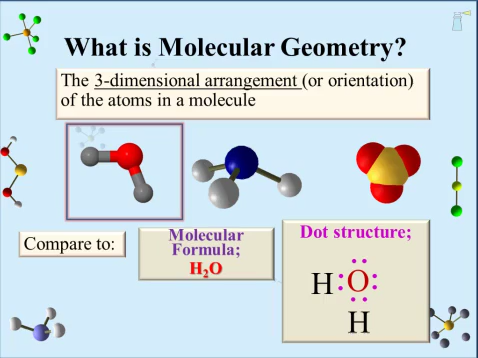 What is Molecular Geometry?
The 3-dimensional arrangement (or orientation)
of the atoms in a molecule
Compare to:
Molecular
Formula;
H₂O
Dot structure;
H O
H